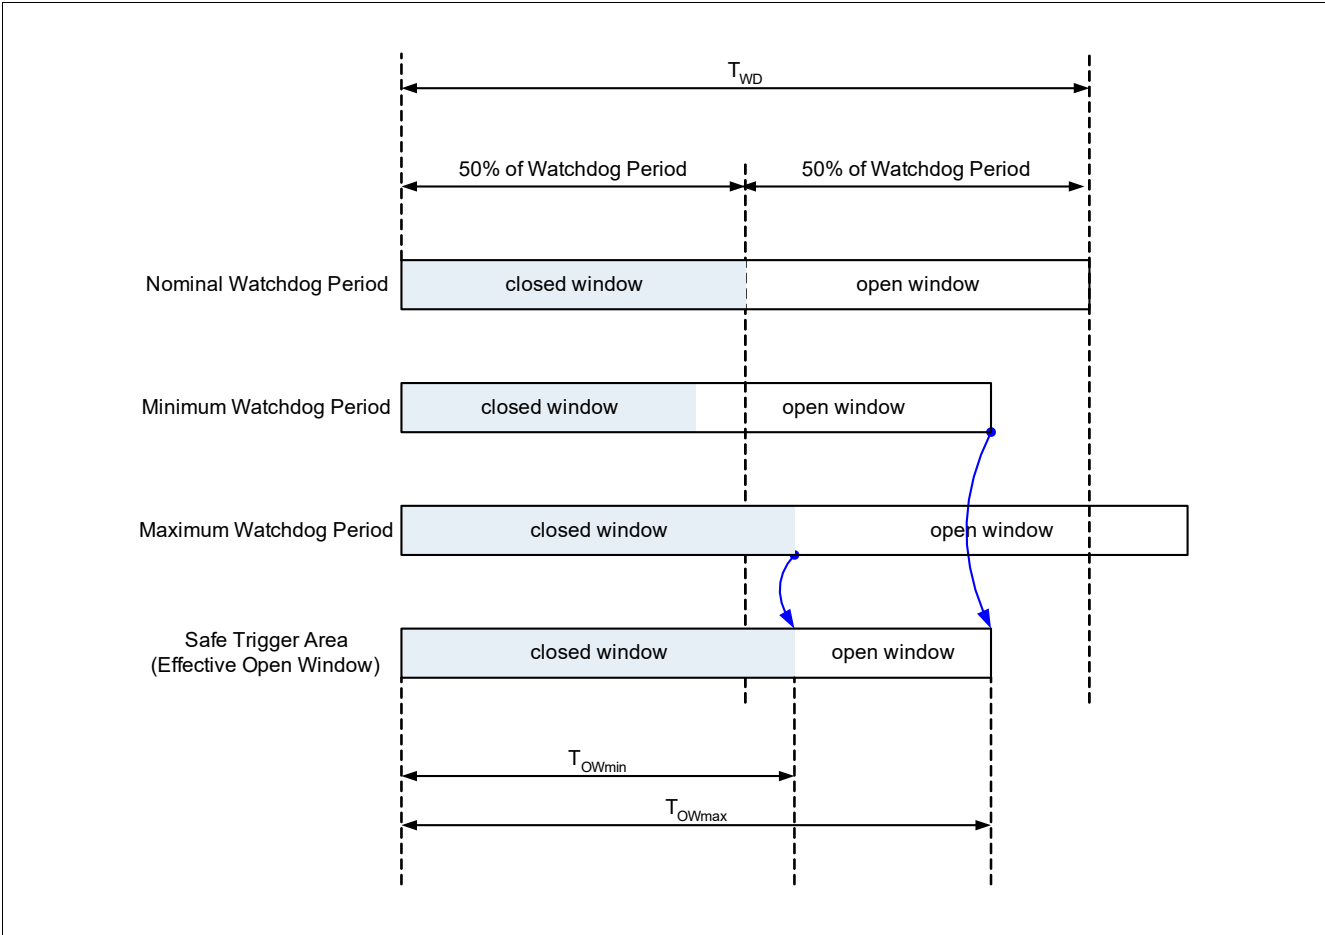 TWD
50% of Watchdog Period
50% of Watchdog Period
Nominal Watchdog Period
closed window
open window
Minimum Watchdog Period
closed window
open window
Maximum Watchdog Period
closed window
open window
Safe Trigger Area
(Effective Open Window)
closed window
open window
TOWmin
TOWmax